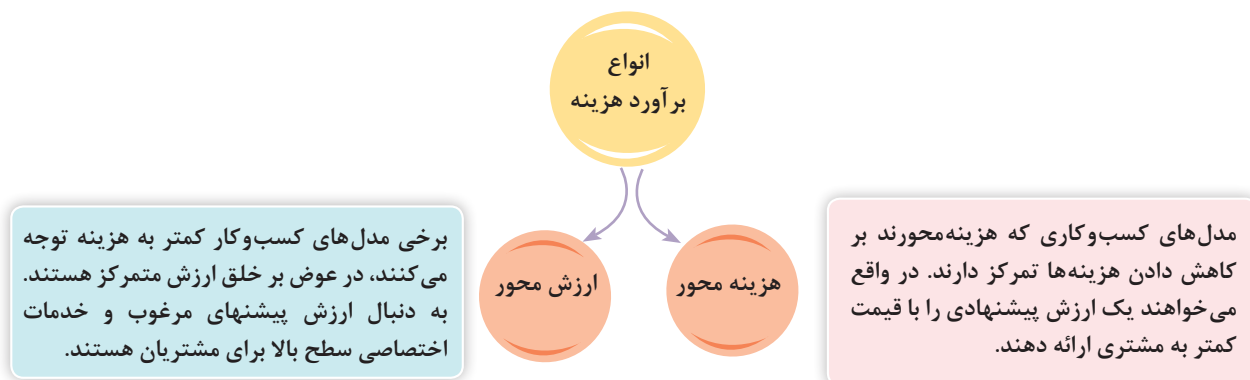 انواع
برآورد هزینه
هزینه محور
ارزش محور
مدل‌های کسب‌وکاری که هزینه‌محورند بر
کاهش دادن هزینه‌ها تمرکز دارند. در واقع
می‌خواهند یک ارزش پیشنهادی را با قیمت
کمتر به مشتری ارائه دهند.
برخی مدل‌های کسب‌وکار کمتر به هزینه توجه
می‌کنند، در عوض بر خلق ارزش متمرکز هستند.
به دنبال ارزش پیشنهای مرغوب و خدمات
اختصاصی سطح بالا برای مشتریان هستند.